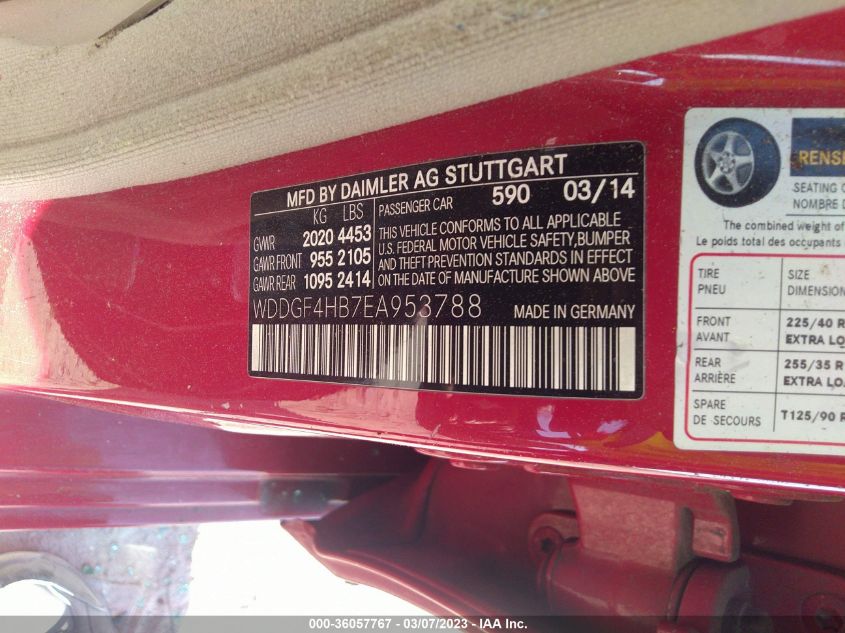 MFD BY DAIMLER AG STUTTGART
KG LBS
GVWR 2020 4453
GAWR FRONT 955 2105
GAWR REAR 1095 2414
PASSENGER CAR 590 03/14
THIS VEHICLE CONFORMS TO ALL APPLICABLE
U.S. FEDERAL MOTOR VEHICLE SAFETY,BUMPER
AND THEFT PREVENTION STANDARDS IN EFFECT
ON THE DATE OF MANUFACTURE SHOWN ABOVE
WDDGF4HB7EA953788 MADE IN GERMANY
RENSE
SEATING
NOMBRE
The combined weight of
Le poids total des occupants
TIRE SIZE
PNEU DIMENSION
FRONT 225/40 R
AVANT EXTRA
REAR 255/35 R
ARRIÈRE EXTRA
SPARE T125/90 R
DE SECOURS
000-36057767 - 03/07/2023 - IAA Inc.